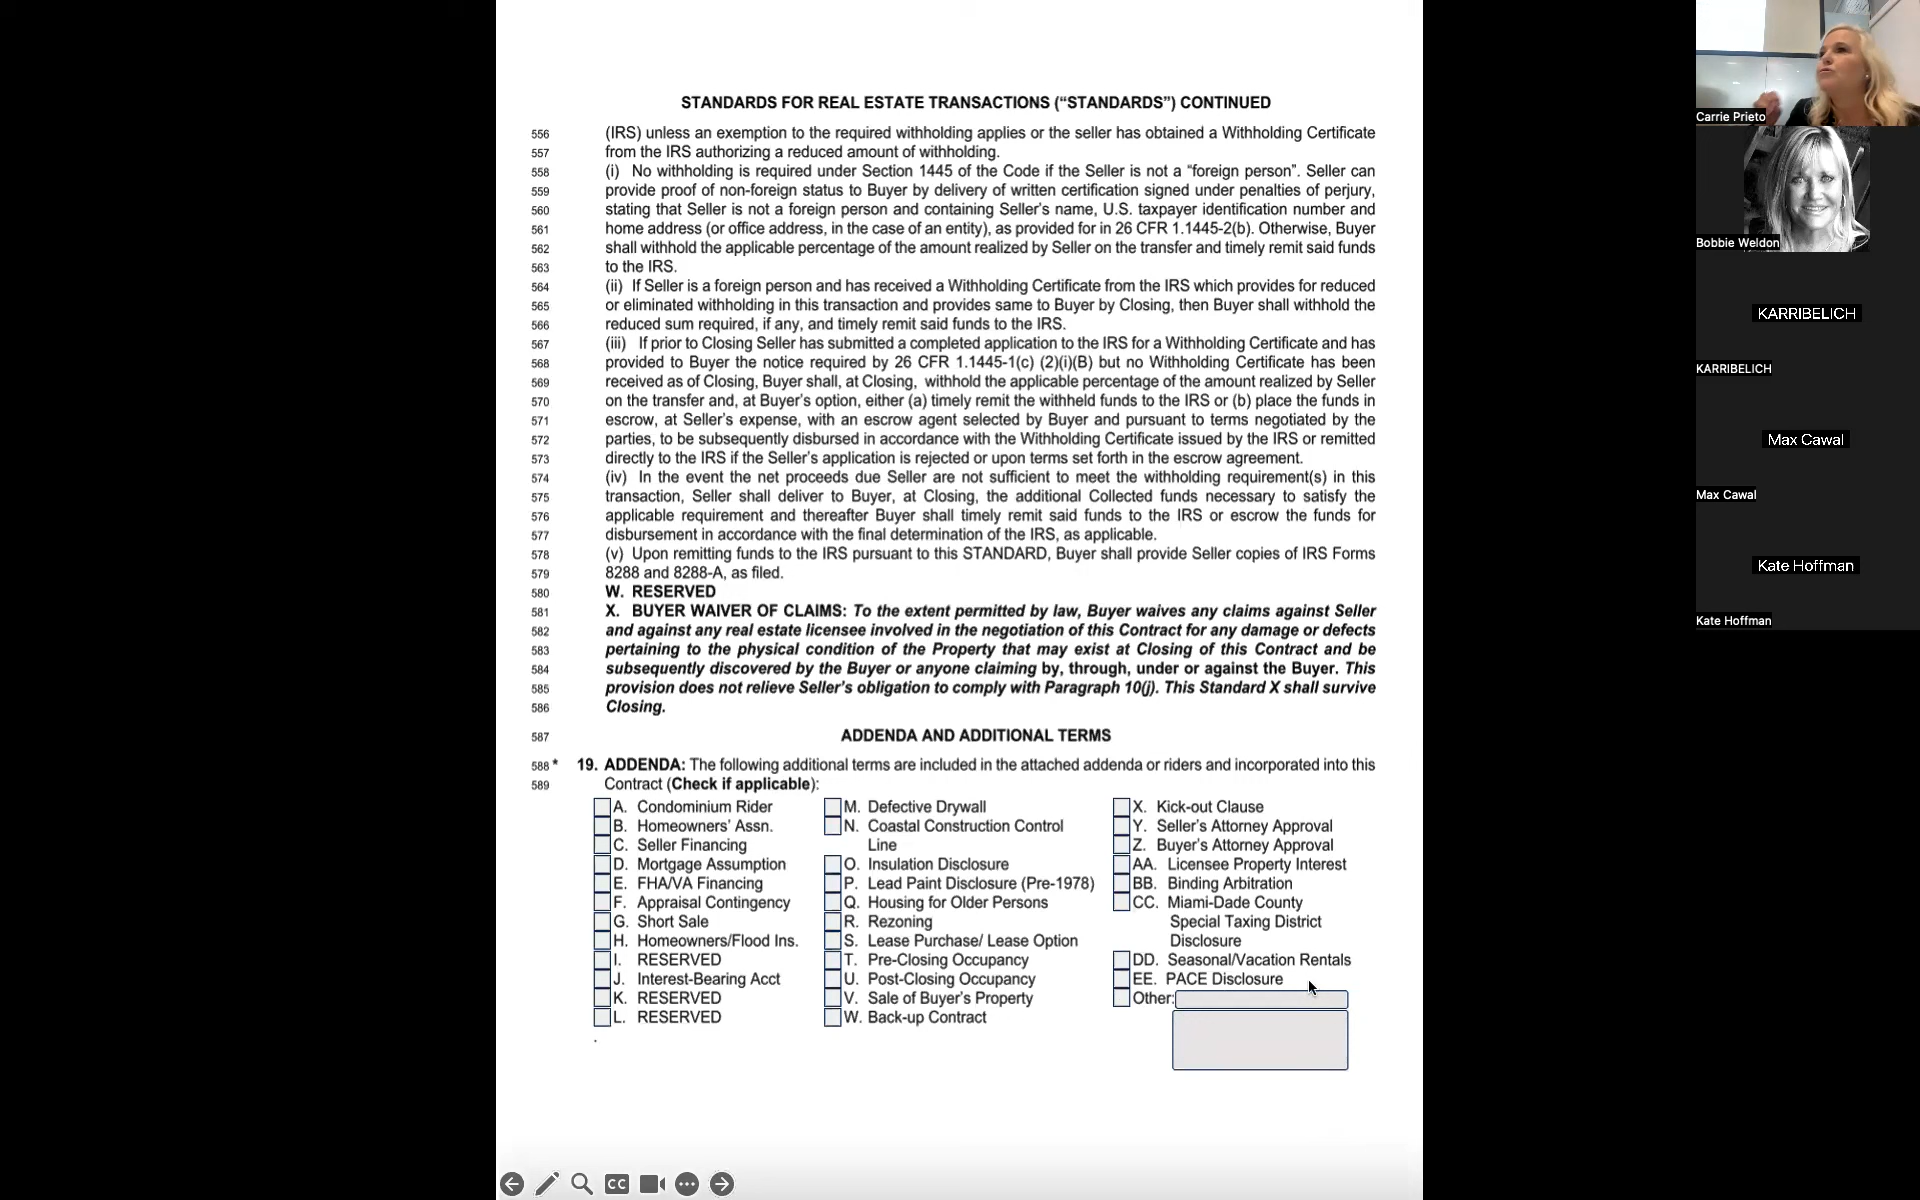 STANDARDS FOR REAL ESTATE TRANSACTIONS (“STANDARDS”) CONTINUED
556 (IRS) unless an exemption to the required withholding applies or the seller has obtained a Withholding Certificate
557 from the IRS authorizing a reduced amount of withholding.
558 (i) No withholding is required under Section 1445 of the Code if the Seller is not a “foreign person”. Seller can
559 provide proof of non-foreign status to Buyer by delivery of written certification signed under penalties of perjury,
560 stating that Seller is not a foreign person and containing Seller’s name, U.S. taxpayer identification number and
561 home address (or office address, in the case of an entity), as provided for in 26 CFR 1.1445-2(b). Otherwise, Buyer
562 shall withhold the applicable percentage of the amount realized by Seller on the transfer and timely remit said funds
563 to the IRS.
564 (ii) If Seller is a foreign person and has received a Withholding Certificate from the IRS which provides for reduced
565 or eliminated withholding in this transaction and provides same to Buyer by Closing, then Buyer shall withhold the
566 reduced sum required, if any, and timely remit said funds to the IRS.
567 (iii) If prior to Closing Seller has submitted a completed application to the IRS for a Withholding Certificate and has
568 provided to Buyer the notice required by 26 CFR 1.1445-1(c) (2)(i)(B) but no Withholding Certificate has been
569 received as of Closing, Buyer shall, at Closing, withhold the applicable percentage of the amount realized by Seller
570 on the transfer and, at Buyer’s option, either (a) timely remit the withheld funds to the IRS or (b) place the funds in
571 escrow, at Seller’s expense, with an escrow agent selected by Buyer and pursuant to terms negotiated by the
572 parties, to be subsequently disbursed in accordance with the Withholding Certificate issued by the IRS or remitted
573 directly to the IRS if the Seller’s application is rejected or upon terms set forth in the escrow agreement.
574 (iv) In the event the net proceeds due Seller are not sufficient to meet the withholding requirement(s) in this
575 transaction, Seller shall deliver to Buyer, at Closing, the additional Collected funds necessary to satisfy the
576 applicable requirement and thereafter Buyer shall timely remit said funds to the IRS or escrow the funds for
577 disbursement in accordance with the final determination of the IRS, as applicable.
578 (v) Upon remitting funds to the IRS pursuant to this STANDARD, Buyer shall provide Seller copies of IRS Forms
579 8288 and 8288-A, as filed.
580 W. RESERVED
581 X. BUYER WAIVER OF CLAIMS: To the extent permitted by law, Buyer waives any claims against Seller
582 and against any real estate licensee involved in the negotiation of this Contract for any damage or defects
583 pertaining to the physical condition of the Property that may exist at Closing of this Contract and be
584 subsequently discovered by the Buyer or anyone claiming by, through, under or against the Buyer. This
585 provision does not relieve Seller’s obligation to comply with Paragraph 10(j). This Standard X shall survive
586 Closing.
587 ADDENDA AND ADDITIONAL TERMS
588 * 19. ADDENDA: The following additional terms are included in the attached addenda or riders and incorporated into this
589 Contract (Check if applicable):
A. Condominium Rider
B. Homeowners’ Assn.
C. Seller Financing
D. Mortgage Assumption
E. FHA/VA Financing
F. Appraisal Contingency
G. Short Sale
H. Homeowners/Flood Ins.
I. RESERVED
J. Interest-Bearing Acct
K. RESERVED
L. RESERVED
.
M. Defective Drywall
N. Coastal Construction Control
Line
O. Insulation Disclosure
P. Lead Paint Disclosure (Pre-1978)
Q. Housing for Older Persons
R. Rezoning
S. Lease Purchase/ Lease Option
T. Pre-Closing Occupancy
U. Post-Closing Occupancy
V. Sale of Buyer’s Property
W. Back-up Contract
X. Kick-out Clause
Y. Seller’s Attorney Approval
Z. Buyer’s Attorney Approval
AA. Licensee Property Interest
BB. Binding Arbitration
CC. Miami-Dade County
Special Taxing District
Disclosure
DD. Seasonal/Vacation Rentals
EE. PACE Disclosure
Other:
CC
Carrie Prieto
Bobbie Weldon
KARRIBELICH
KARRIBELICH
Max Cawal
Max Cawal
Kate Hoffman
Kate Hoffman